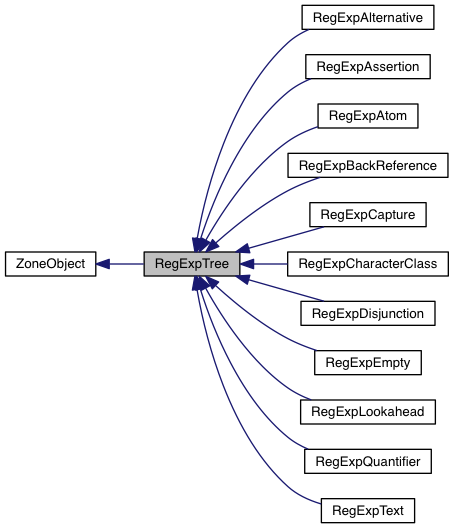 RegExpAlternative
RegExpAssertion
RegExpAtom
RegExpBackReference
RegExpCapture
ZoneObject
RegExpTree
RegExpCharacterClass
RegExpDisjunction
RegExpEmpty
RegExpLookahead
RegExpQuantifier
RegExpText